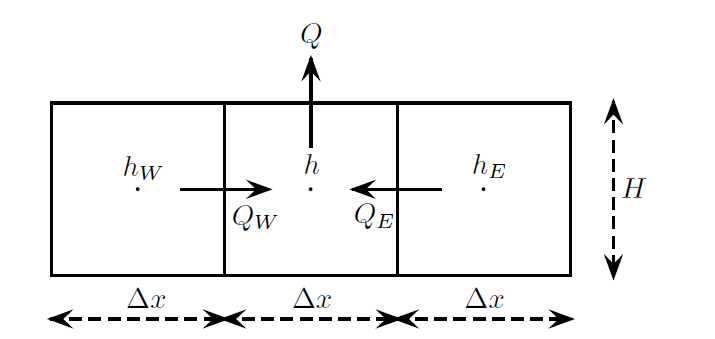 Q
h_W h h_E
H
Q_W Q_E
Δx Δx Δx